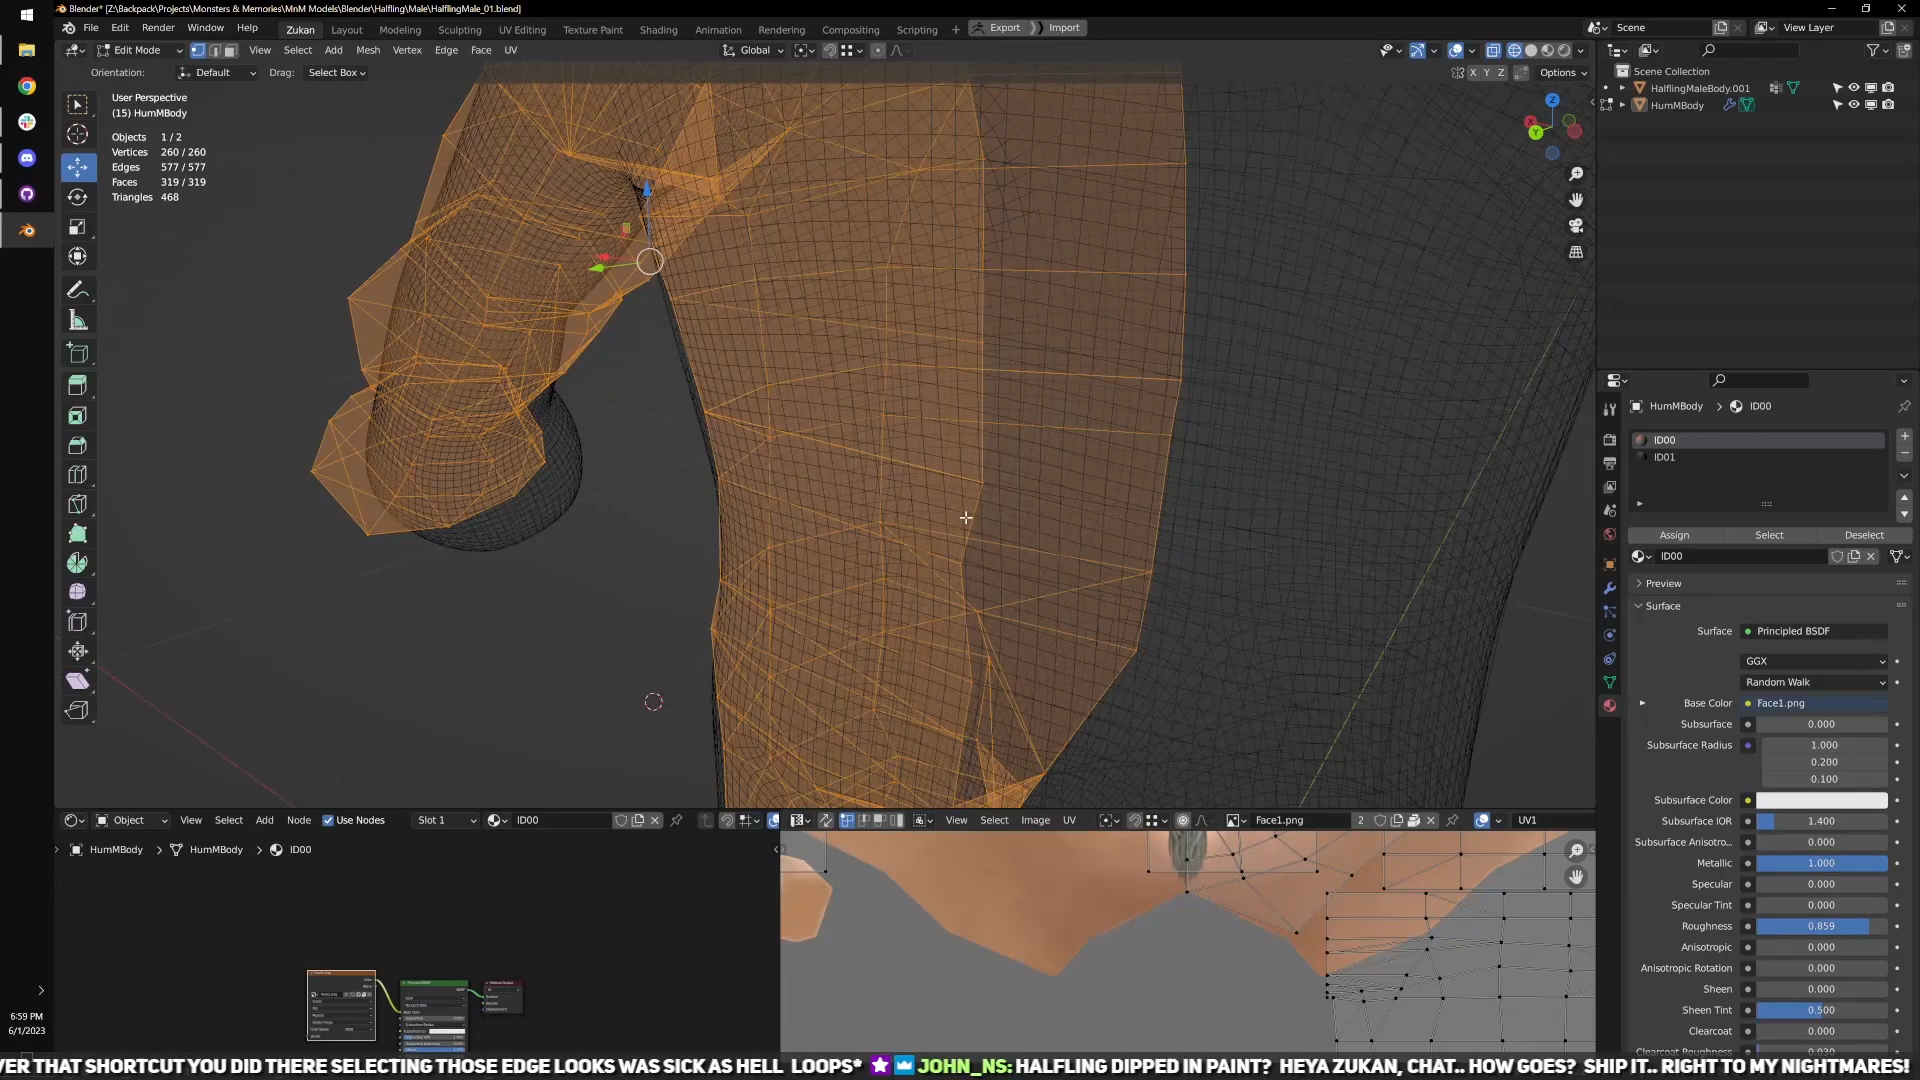 Blender* [Z:\Backpack\Projects\Monsters & Memories\MnM Models\Blender\Halfling\Male\HalflingMale_01.blend]
File Edit Render Window Help
Zukan Layout Modeling Sculpting UV Editing Texture Paint Shading Animation Rendering Compositing Scripting + Export Import
Scene View Layer
Edit Mode View Select Add Mesh Vertex Edge Face UV Global
Orientation: Default Drag: Select Box X Y Z Options
User Perspective
(15) HumMBody
Objects 1 / 2
Vertices 260 / 260
Edges 577 / 577
Faces 319 / 319
Triangles 468
Z
X
Y
Scene Collection
HalflingMaleBody.001
HumMBody
HumMBody > ID00
ID00
ID01
Assign Select Deselect
ID00
Preview
Surface
Surface Principled BSDF
GGX
Random Walk
Base Color Face1.png
Subsurface 0.000
Subsurface Radius 1.000
0.200
0.100
Subsurface Color
Subsurface IOR 1.400
Subsurface Anisotro... 0.000
Metallic 1.000
Specular 0.000
Specular Tint 0.000
Roughness 0.859
Anisotropic 0.000
Anisotropic Rotation 0.000
Sheen 0.000
Sheen Tint 0.500
Clearcoat 0.000
Clearcoat Roughness 0.030
Object View Select Add Node Use Nodes Slot 1 ID00
HumMBody > HumMBody > ID00
View Select Image UV Face1.png 2 UV1
6:59 PM
6/1/2023
VER THAT SHORTCUT YOU DID THERE SELECTING THOSE EDGE LOOKS WAS SICK AS HELL LOOPS* JOHN_NS: HALFLING DIPPED IN PAINT? HEYA ZUKAN, CHAT.. HOW GOES? SHIP IT.. RIGHT TO MY NIGHTMARES!